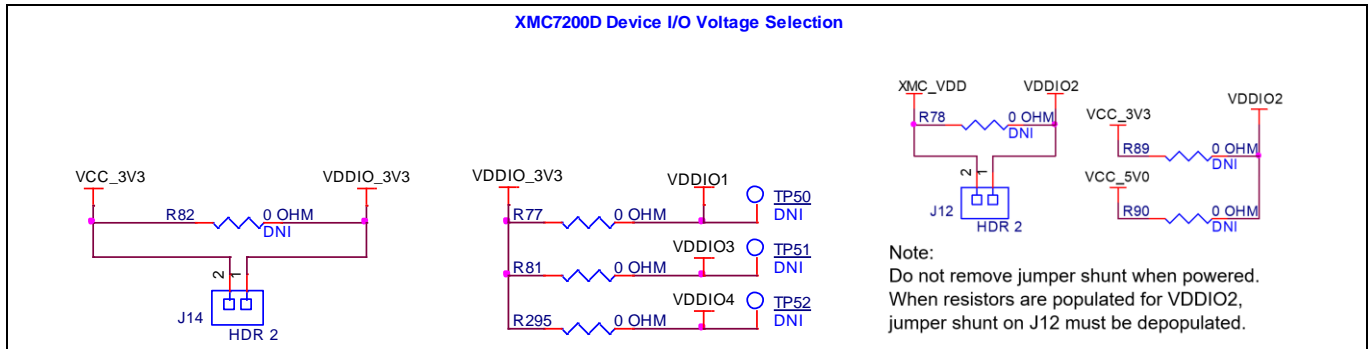 XMC7200D Device I/O Voltage Selection
VCC_3V3
VDDIO_3V3
R82
0 OHM
DNI
2
1
J14
HDR 2
VDDIO_3V3
VDDIO1
TP50
DNI
R77
0 OHM
VDDIO3
TP51
DNI
R81
0 OHM
VDDIO4
TP52
DNI
R295
0 OHM
XMC_VDD
VDDIO2
R78
0 OHM
DNI
2
1
J12
HDR 2
VCC_3V3
VDDIO2
R89
0 OHM
DNI
VCC_5V0
R90
0 OHM
DNI
Note:
Do not remove jumper shunt when powered.
When resistors are populated for VDDIO2,
jumper shunt on J12 must be depopulated.